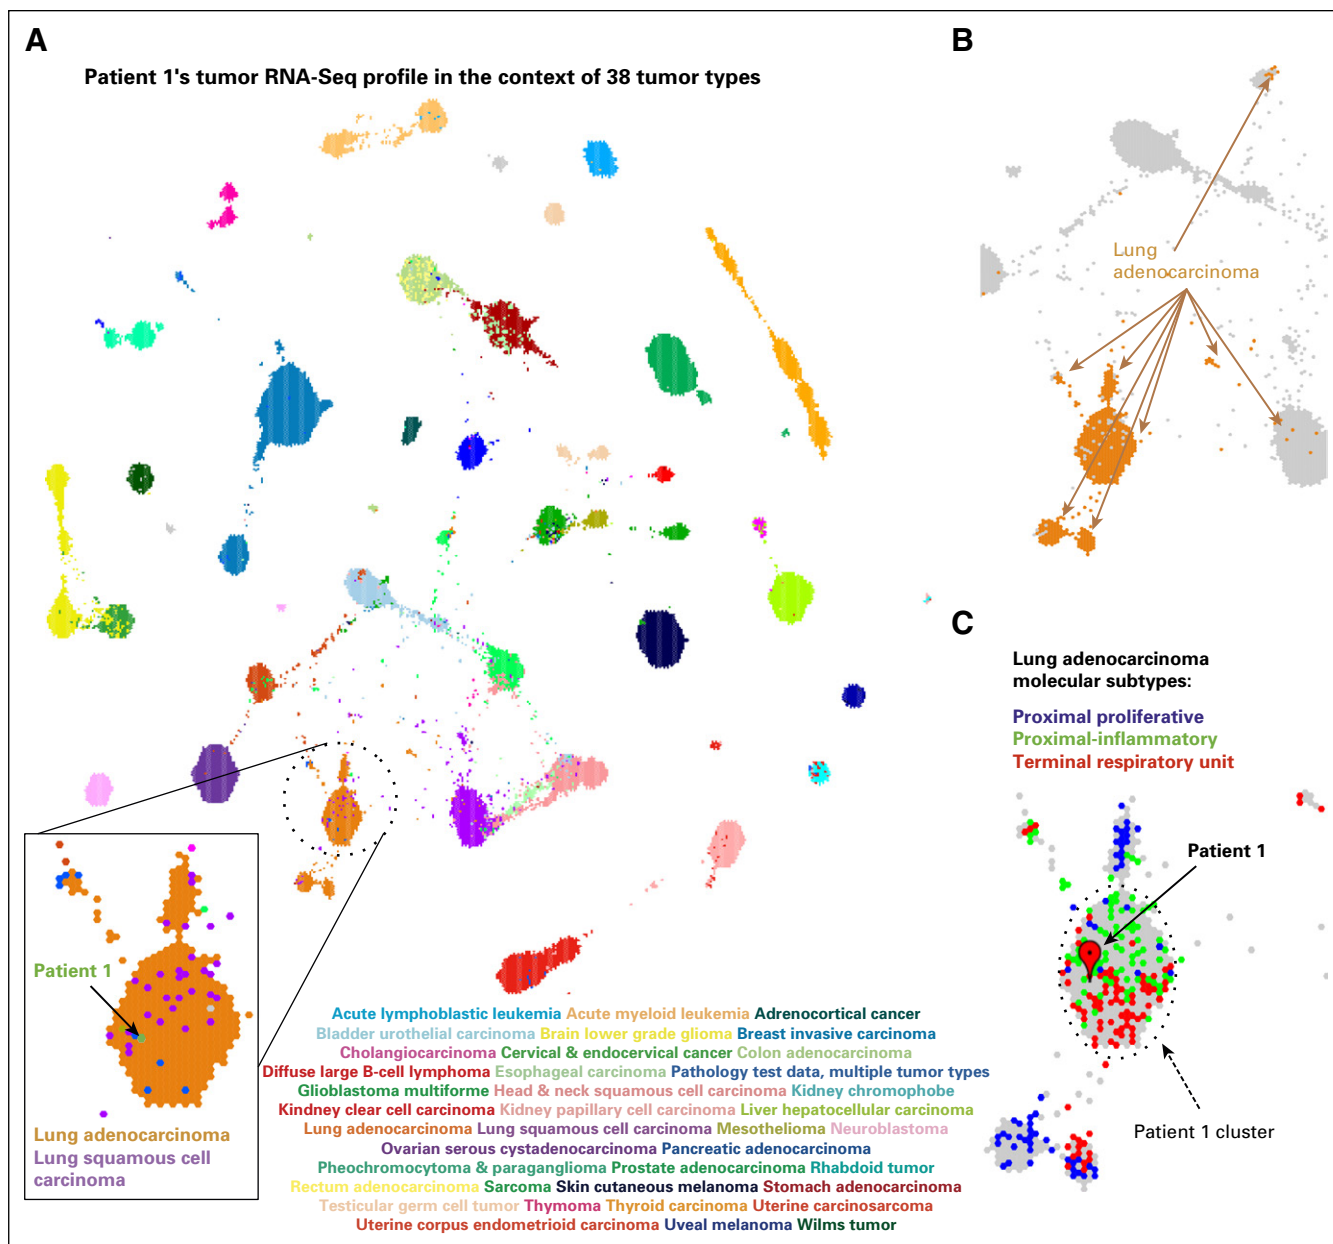 A
Patient 1's tumor RNA-Seq profile in the context of 38 tumor types
Patient 1
Lung adenocarcinoma
Lung squamous cell
carcinoma
Acute lymphoblastic leukemia Acute myeloid leukemia Adrenocortical cancer
Bladder urothelial carcinoma Brain lower grade glioma Breast invasive carcinoma
Cholangiocarcinoma Cervical & endocervical cancer Colon adenocarcinoma
Diffuse large B-cell lymphoma Esophageal carcinoma Pathology test data, multiple tumor types
Glioblastoma multiforme Head & neck squamous cell carcinoma Kidney chromophobe
Kindney clear cell carcinoma Kidney papillary cell carcinoma Liver hepatocellular carcinoma
Lung adenocarcinoma Lung squamous cell carcinoma Mesothelioma Neuroblastoma
Ovarian serous cystadenocarcinoma Pancreatic adenocarcinoma
Pheochromocytoma & paraganglioma Prostate adenocarcinoma Rhabdoid tumor
Rectum adenocarcinoma Sarcoma Skin cutaneous melanoma Stomach adenocarcinoma
Testicular germ cell tumor Thymoma Thyroid carcinoma Uterine carcinosarcoma
Uterine corpus endometrioid carcinoma Uveal melanoma Wilms tumor
B
Lung
adenocarcinoma
C
Lung adenocarcinoma
molecular subtypes:
Proximal proliferative
Proximal-inflammatory
Terminal respiratory unit
Patient 1
Patient 1 cluster